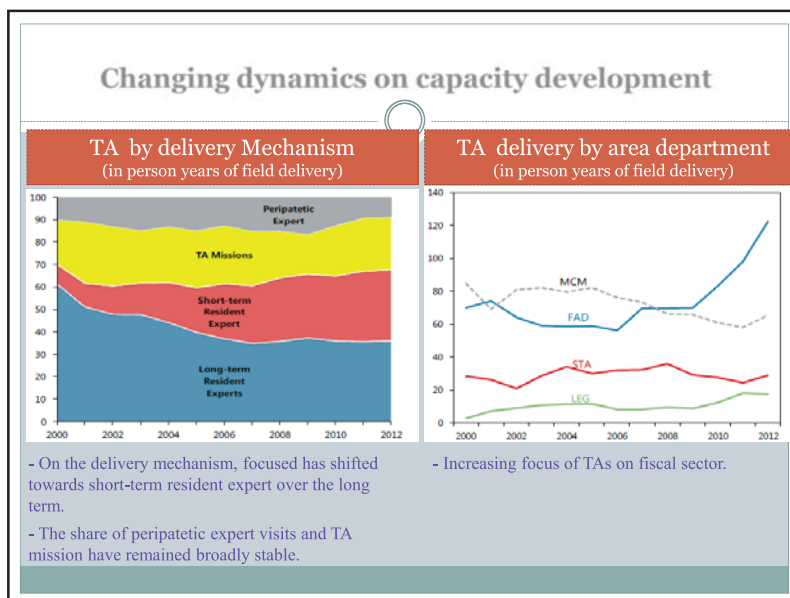 Changing dynamics on capacity development
TA by delivery Mechanism
(in person years of field delivery)
100
90
80
70
60
50
40
30
20
10
0
Peripatetic
Expert
TA Missions
Short-term
Resident
Expert
Long-term
Resident
Experts
2000 2002 2004 2006 2008 2010 2012
- On the delivery mechanism, focused has shifted
towards short-term resident expert over the long
term.
- The share of peripatetic expert visits and TA
mission have remained broadly stable.
TA delivery by area department
(in person years of field delivery)
140
120
100
80
60
40
20
0
MCM
FAD
STA
LEG
2000 2002 2004 2006 2008 2010 2012
- Increasing focus of TAs on fiscal sector.